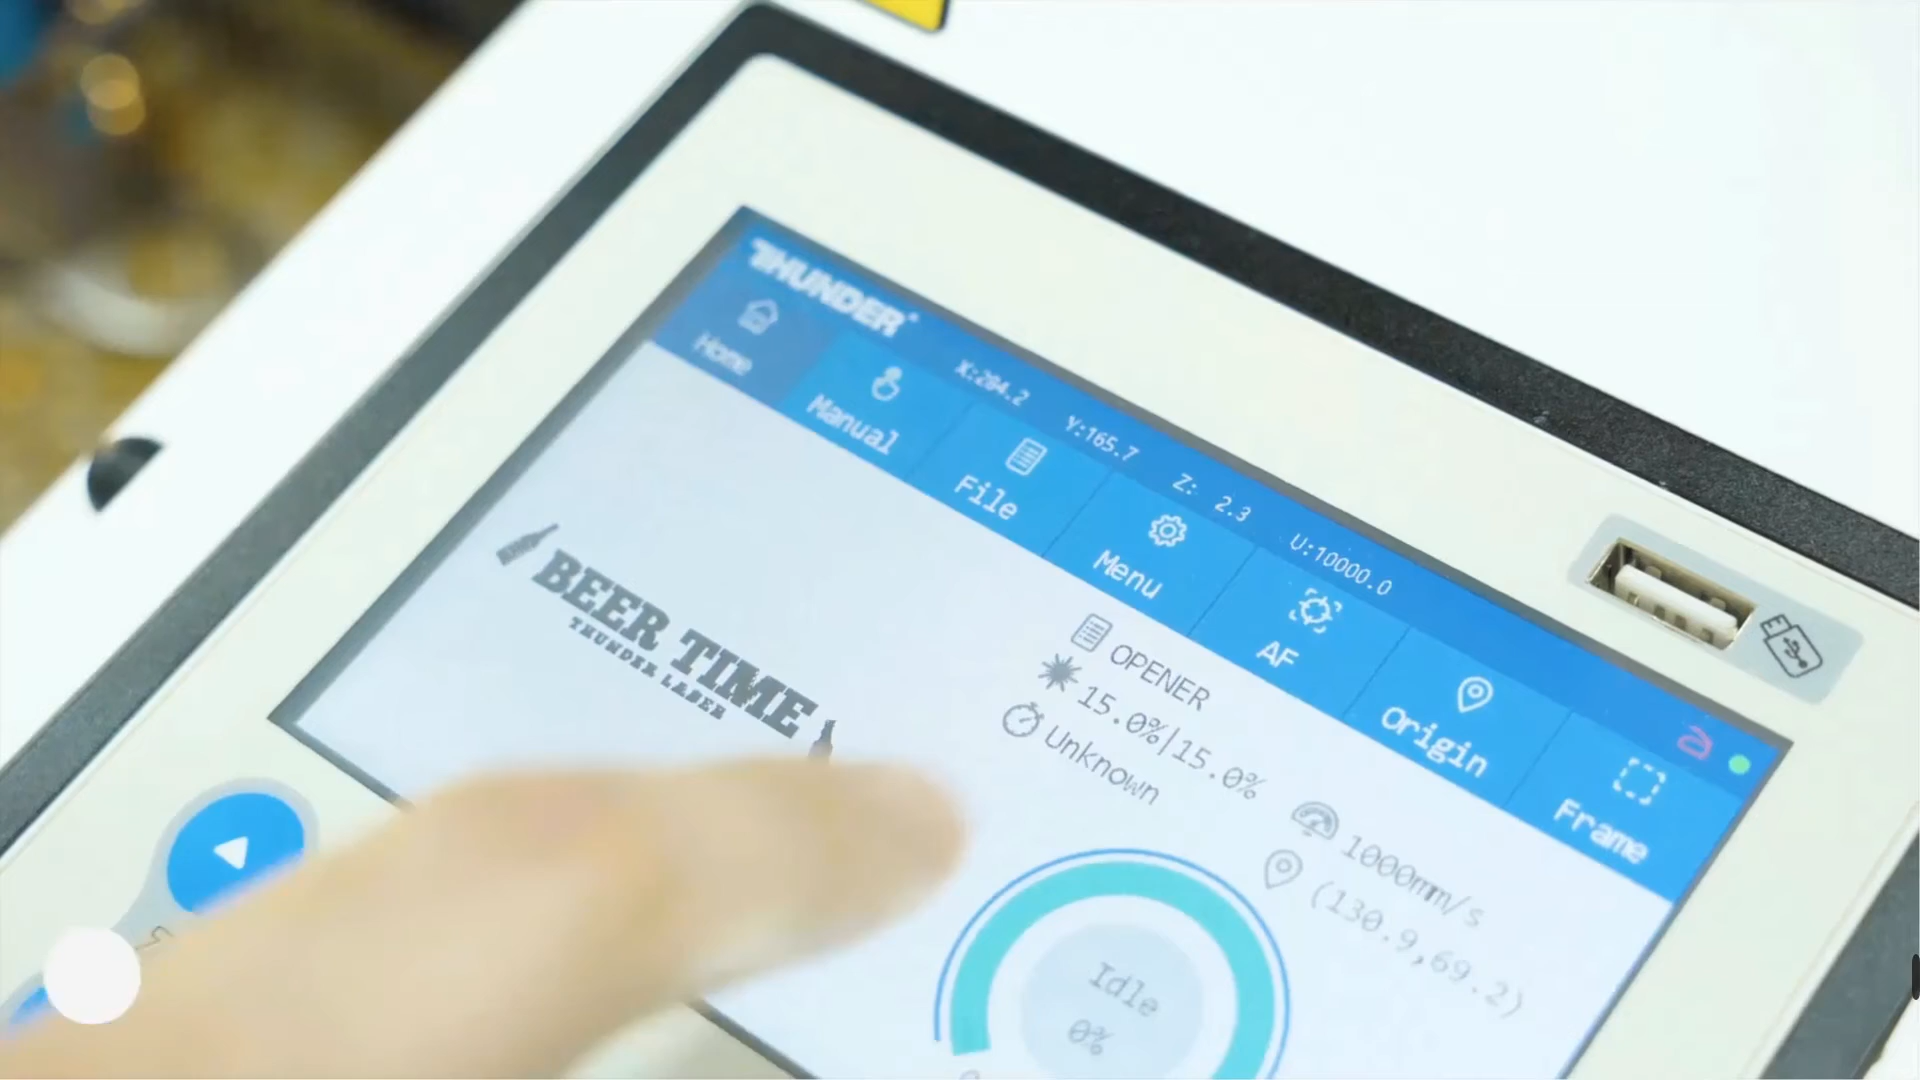 THUNDER®
X:204.2 Y:165.7 Z: 2.3 U:10000.0
Home Manual File Menu AF Origin Frame
BEER TIME
THUNDER LASER
OPENER
15.0%|15.0%
Unknown
1000mm/s
(130.9,69.2)
Idle
0%